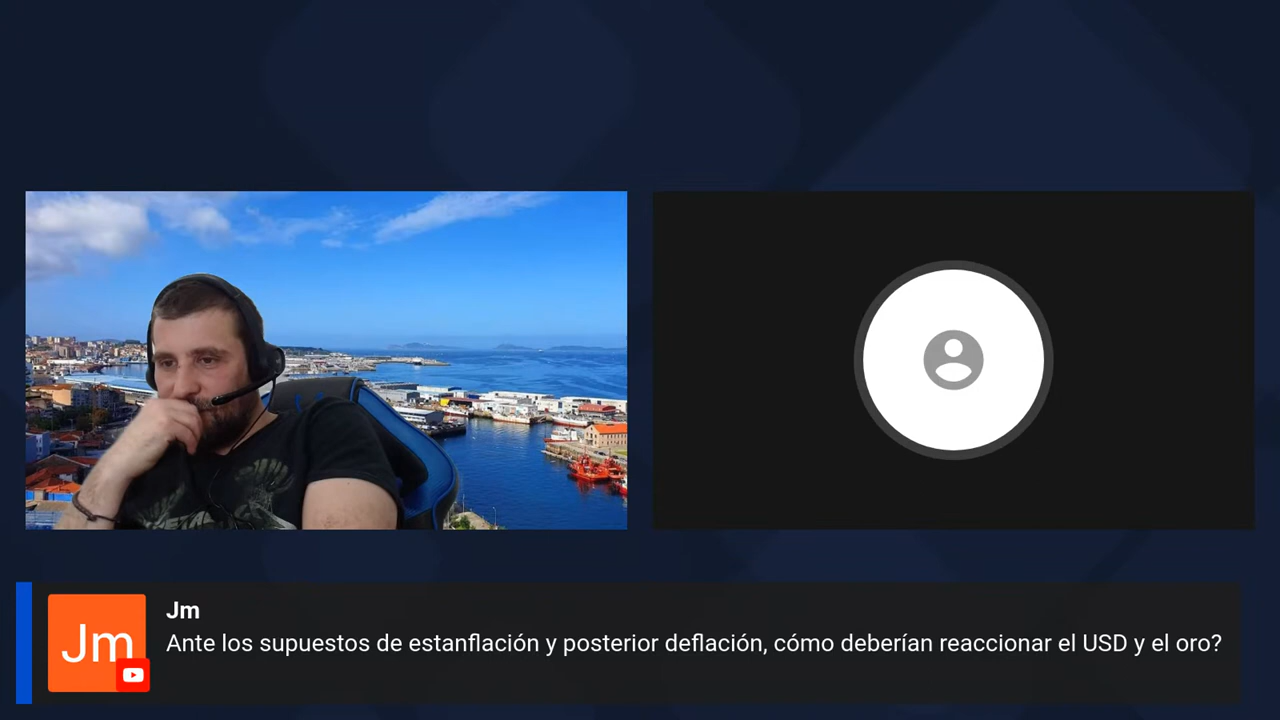 Jm
Jm
Ante los supuestos de estanflación y posterior deflación, cómo deberían reaccionar el USD y el oro?